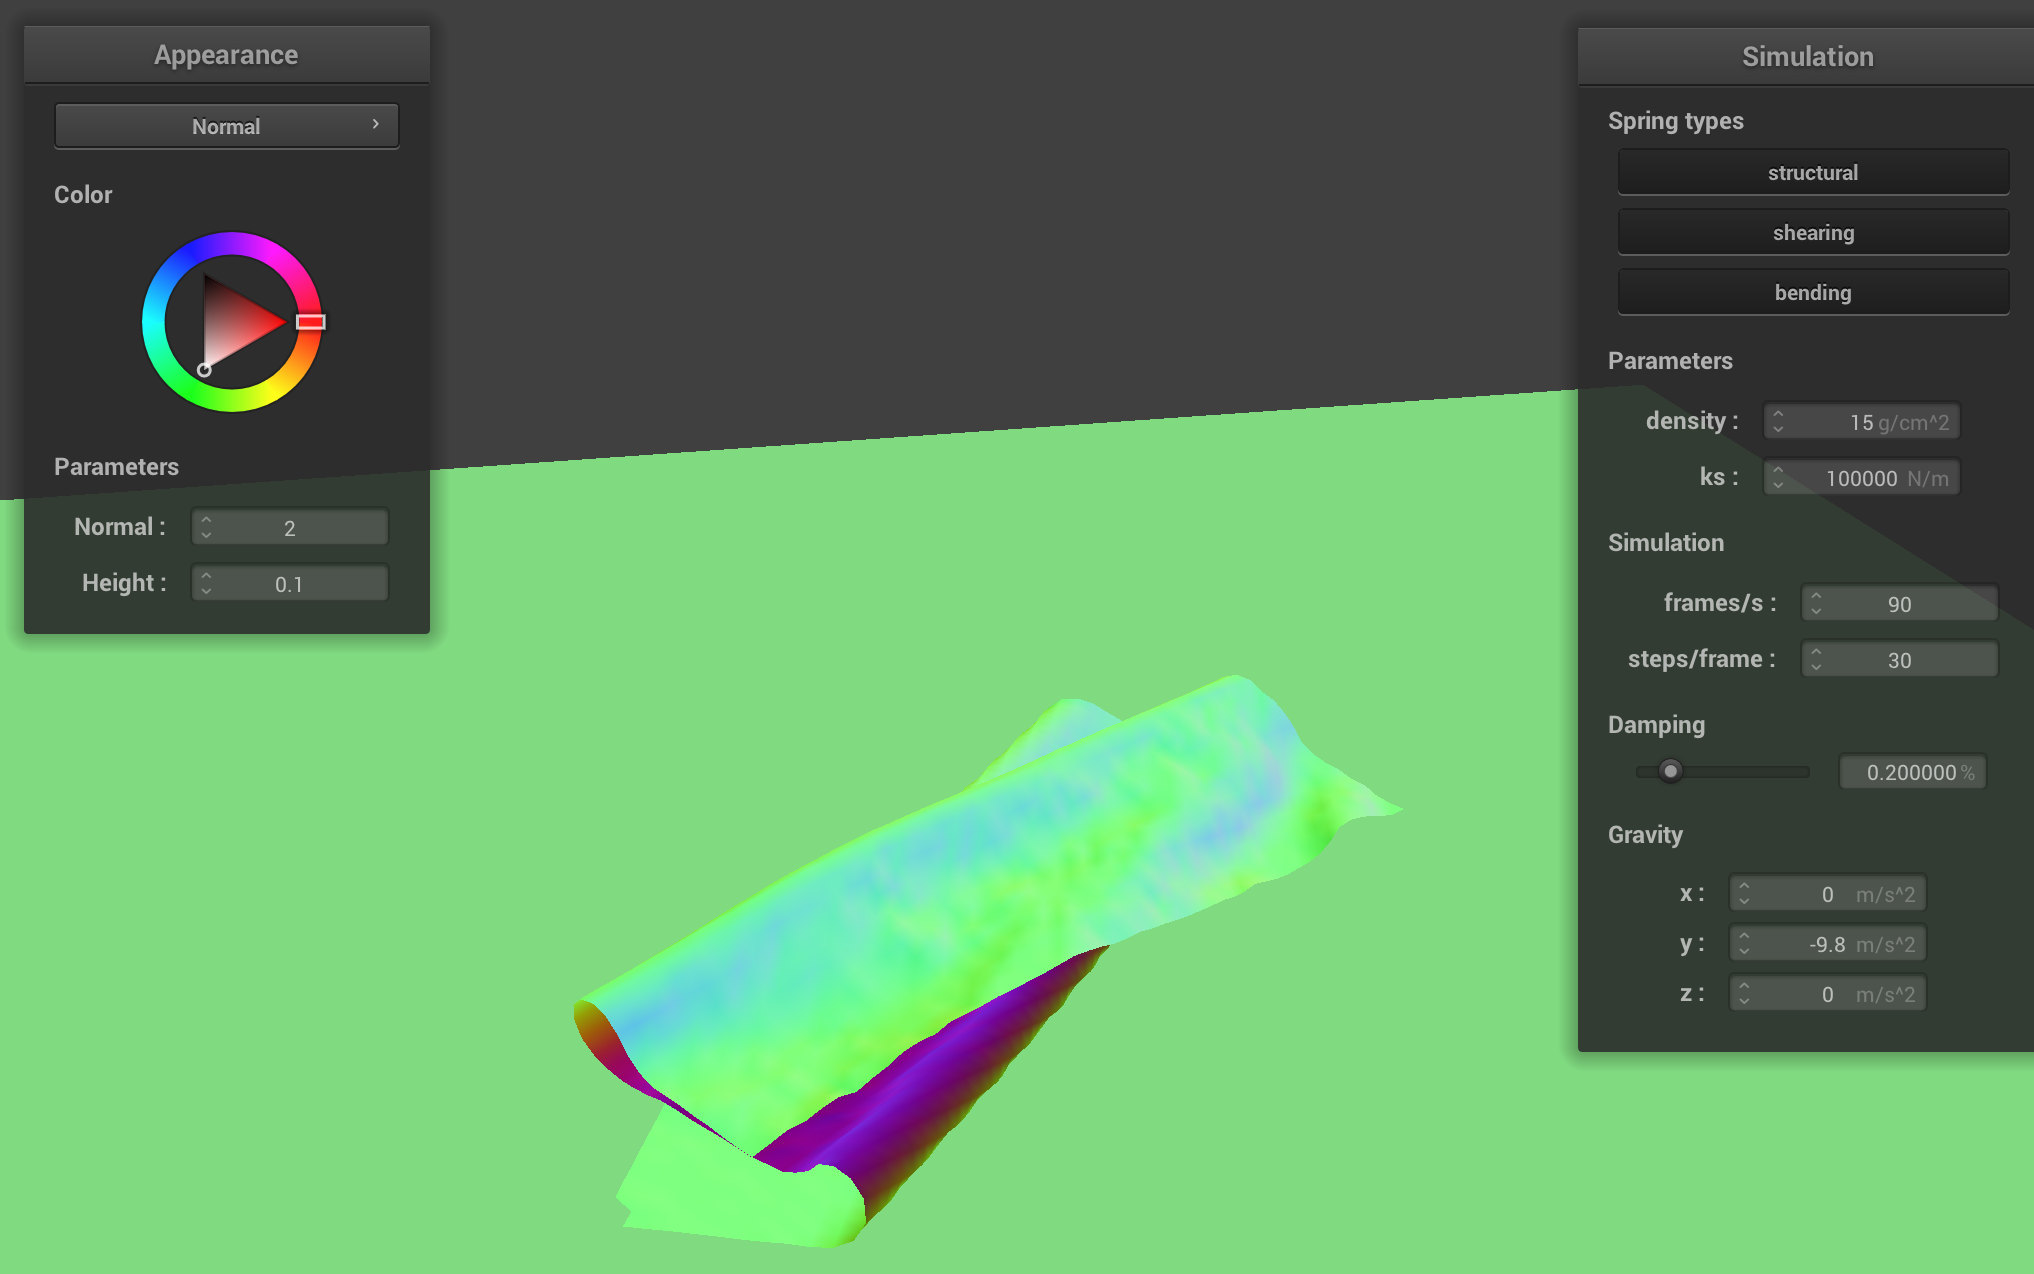 Appearance
Normal
Color
Parameters
Normal : 2
Height : 0.1
Simulation
Spring types
structural
shearing
bending
Parameters
density : 15 g/cm^2
ks : 100000 N/m
Simulation
frames/s : 90
steps/frame : 30
Damping
0.200000 %
Gravity
x : 0 m/s^2
y : -9.8 m/s^2
z : 0 m/s^2